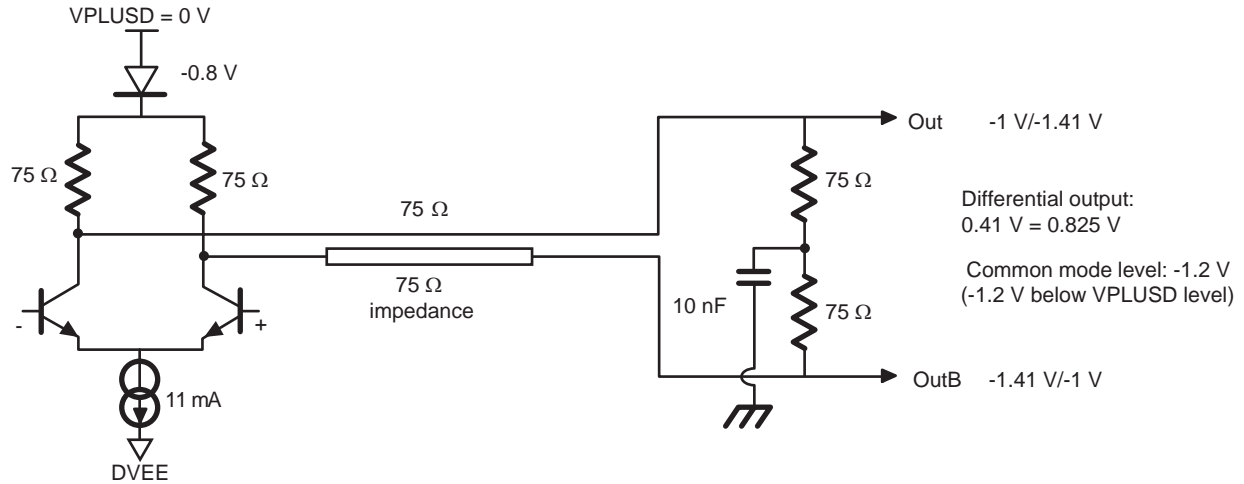 VPLUSD = 0 V
-0.8 V
75 Ω
75 Ω
75 Ω
75 Ω
impedance
-
+
11 mA
DVEE
Out -1 V/-1.41 V
75 Ω
10 nF
75 Ω
Differential output:
0.41 V = 0.825 V
Common mode level: -1.2 V
(-1.2 V below VPLUSD level)
OutB -1.41 V/-1 V